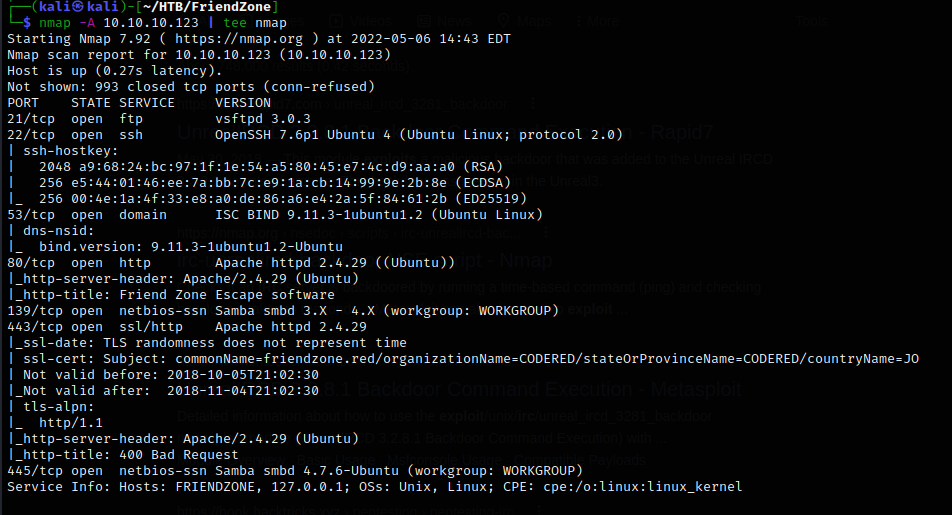 ┌──(kali㉿kali)-[~/HTB/FriendZone]
└─$ nmap -A 10.10.10.123 | tee nmap
Starting Nmap 7.92 ( https://nmap.org ) at 2022-05-06 14:43 EDT
Nmap scan report for 10.10.10.123 (10.10.10.123)
Host is up (0.27s latency).
Not shown: 993 closed tcp ports (conn-refused)
PORT    STATE SERVICE     VERSION
21/tcp  open  ftp         vsftpd 3.0.3
22/tcp  open  ssh         OpenSSH 7.6p1 Ubuntu 4 (Ubuntu Linux; protocol 2.0)
| ssh-hostkey:
|   2048 a9:68:24:bc:97:1f:1e:54:a5:80:45:e7:4c:d9:aa:a0 (RSA)
|   256 e5:44:01:46:ee:7a:bb:7c:e9:1a:cb:14:99:9e:2b:8e (ECDSA)
|_  256 00:4e:1a:4f:33:e8:a0:de:86:a6:e4:2a:5f:84:61:2b (ED25519)
53/tcp  open  domain      ISC BIND 9.11.3-1ubuntu1.2 (Ubuntu Linux)
| dns-nsid:
|_  bind.version: 9.11.3-1ubuntu1.2-Ubuntu
80/tcp  open  http        Apache httpd 2.4.29 ((Ubuntu))
|_http-server-header: Apache/2.4.29 (Ubuntu)
|_http-title: Friend Zone Escape software
139/tcp open  netbios-ssn Samba smbd 3.X - 4.X (workgroup: WORKGROUP)
443/tcp open  ssl/http    Apache httpd 2.4.29
|_ssl-date: TLS randomness does not represent time
| ssl-cert: Subject: commonName=friendzone.red/organizationName=CODERED/stateOrProvinceName=CODERED/countryName=JO
| Not valid before: 2018-10-05T21:02:30
|_Not valid after:  2018-11-04T21:02:30
| tls-alpn:
|_  http/1.1
|_http-server-header: Apache/2.4.29 (Ubuntu)
|_http-title: 400 Bad Request
445/tcp open  netbios-ssn Samba smbd 4.7.6-Ubuntu (workgroup: WORKGROUP)
Service Info: Hosts: FRIENDZONE, 127.0.0.1; OSs: Unix, Linux; CPE: cpe:/o:linux:linux_kernel